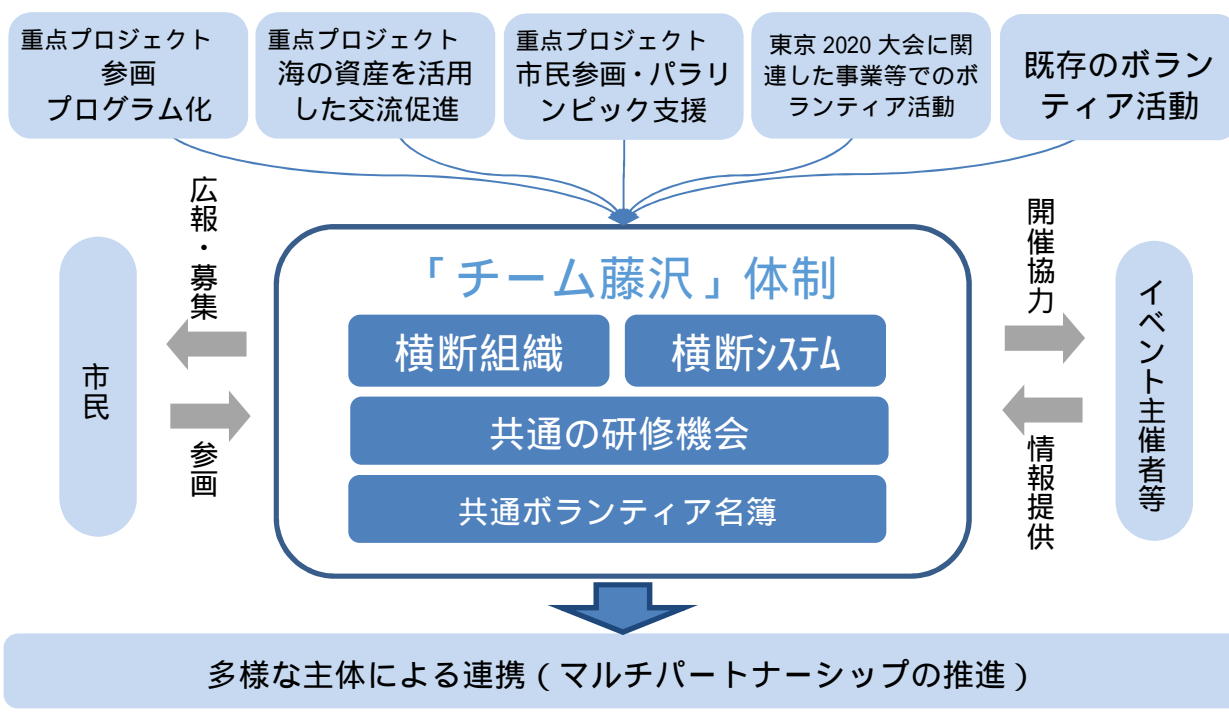 重点プロジェクト
参画
プログラム化
重点プロジェクト
海の資産を活用
した交流促進
重点プロジェクト
市民参画・パラリ
ンピック支援
東京 2020 大会に関
連した事業等でのボ
ランティア活動
既存のボラン
ティア活動
広報・募集
市民
参画
「チーム藤沢」体制
横断組織
横断システム
共通の研修機会
共通ボランティア名簿
開催協力
イベント主催者等
情報提供
多様な主体による連携(マルチパートナーシップの推進)